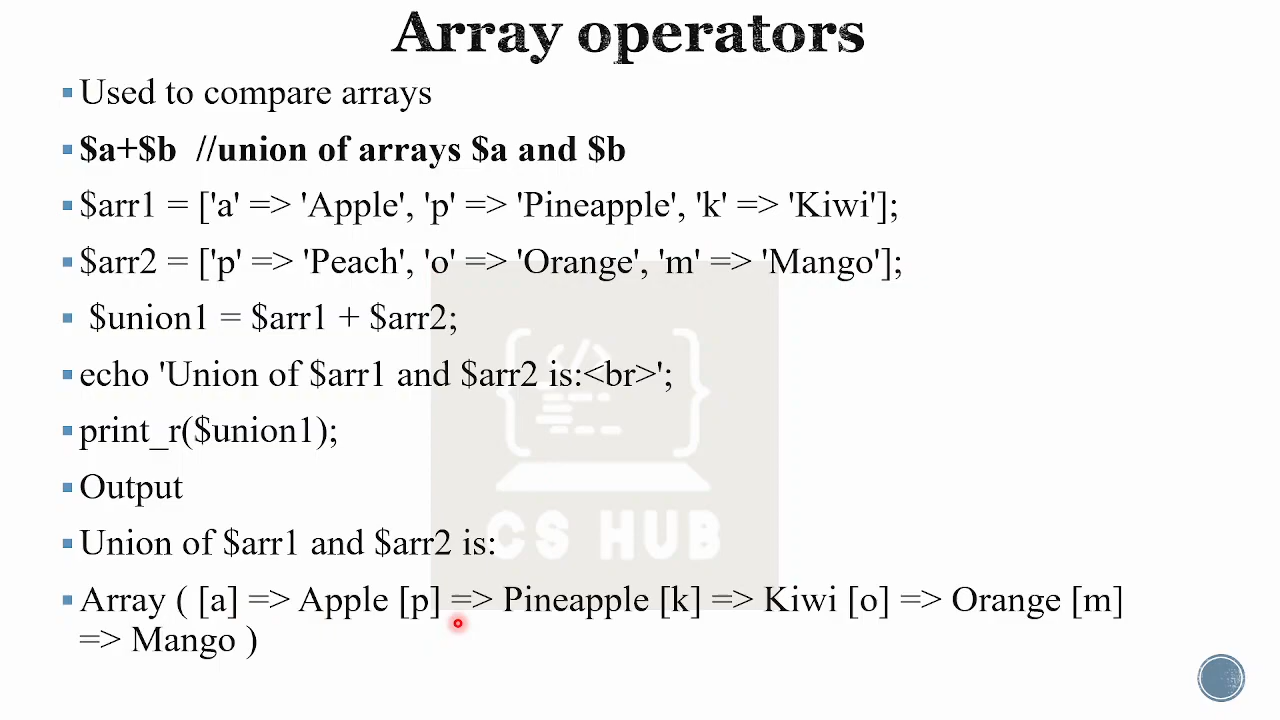 Array operators
Used to compare arrays
$a+$b //union of arrays $a and $b
$arr1 = ['a' => 'Apple', 'p' => 'Pineapple', 'k' => 'Kiwi'];
$arr2 = ['p' => 'Peach', 'o' => 'Orange', 'm' => 'Mango'];
$union1 = $arr1 + $arr2;
echo 'Union of $arr1 and $arr2 is:<br>';
print_r($union1);
Output
Union of $arr1 and $arr2 is:
Array ( [a] => Apple [p] => Pineapple [k] => Kiwi [o] => Orange [m]
=> Mango )
CS HUB